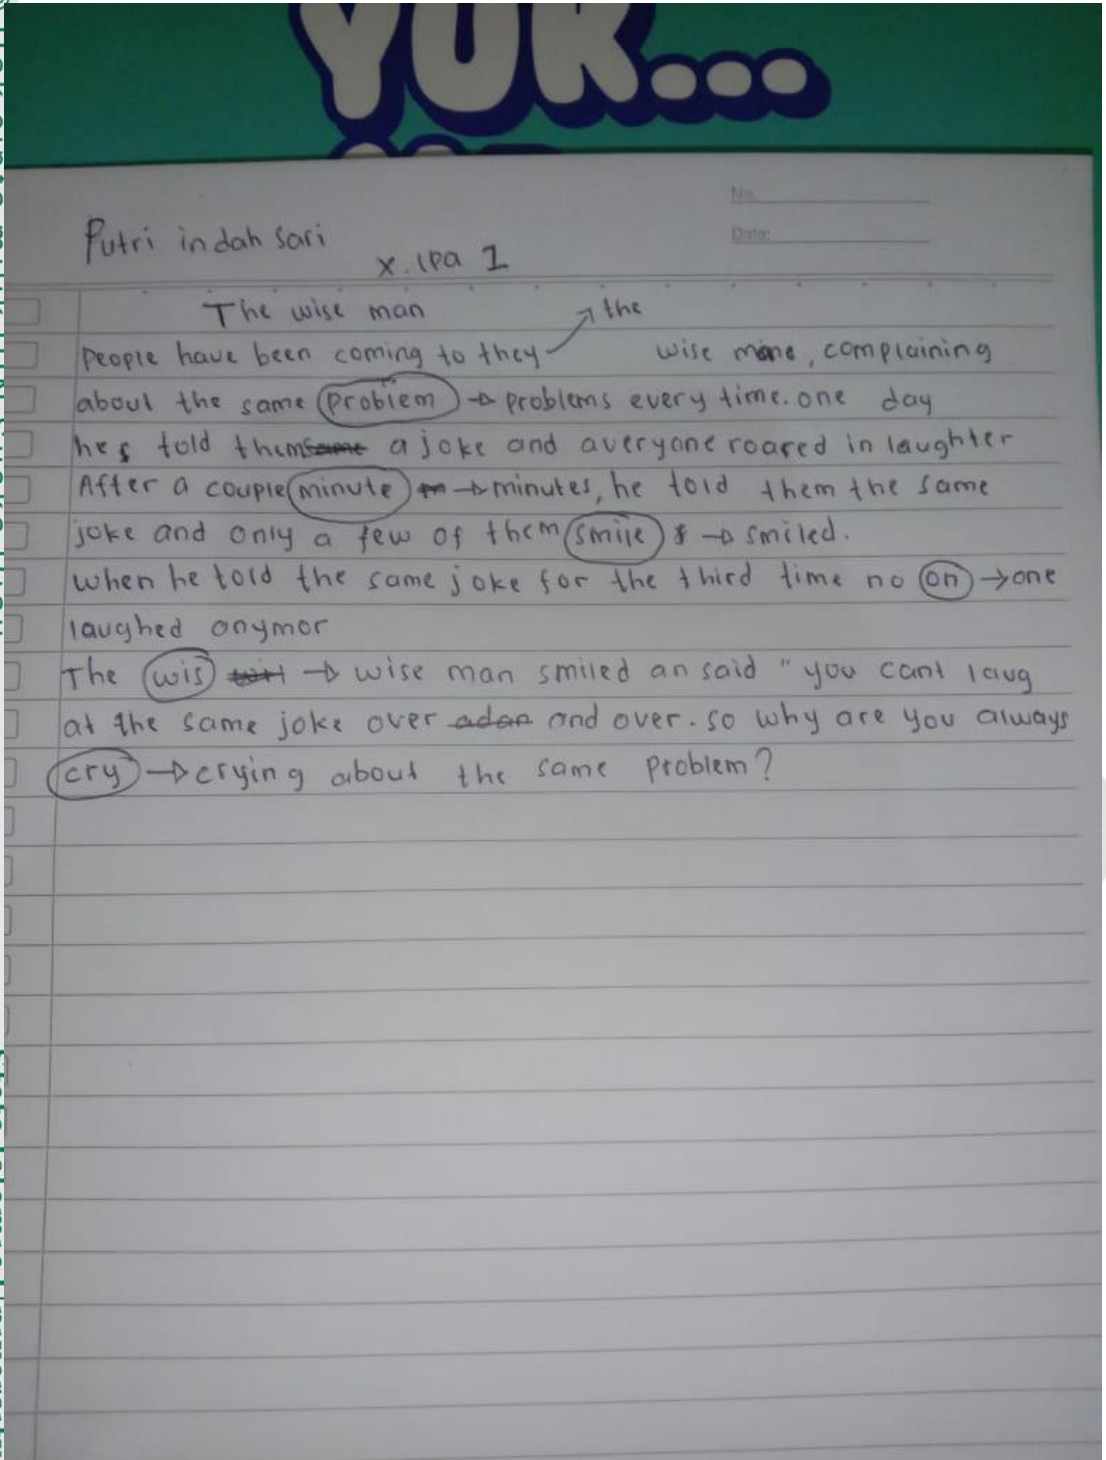 YUK...
No.
Date:
Putri indah sari
x. ipa 1
The wise man
the
people have been coming to they → wise mane, complaining
about the same problem → problems every time. one day
hes told them same a joke and averyone roared in laughter
After a couple minute → minutes, he told them the same
joke and only a few of them smile → smiled.
when he told the same joke for the third time no on → one
laughed anymor
The wis → wise man smiled an said "you cant laug
at the same joke over adan and over. so why are you always
cry → crying about the same problem?